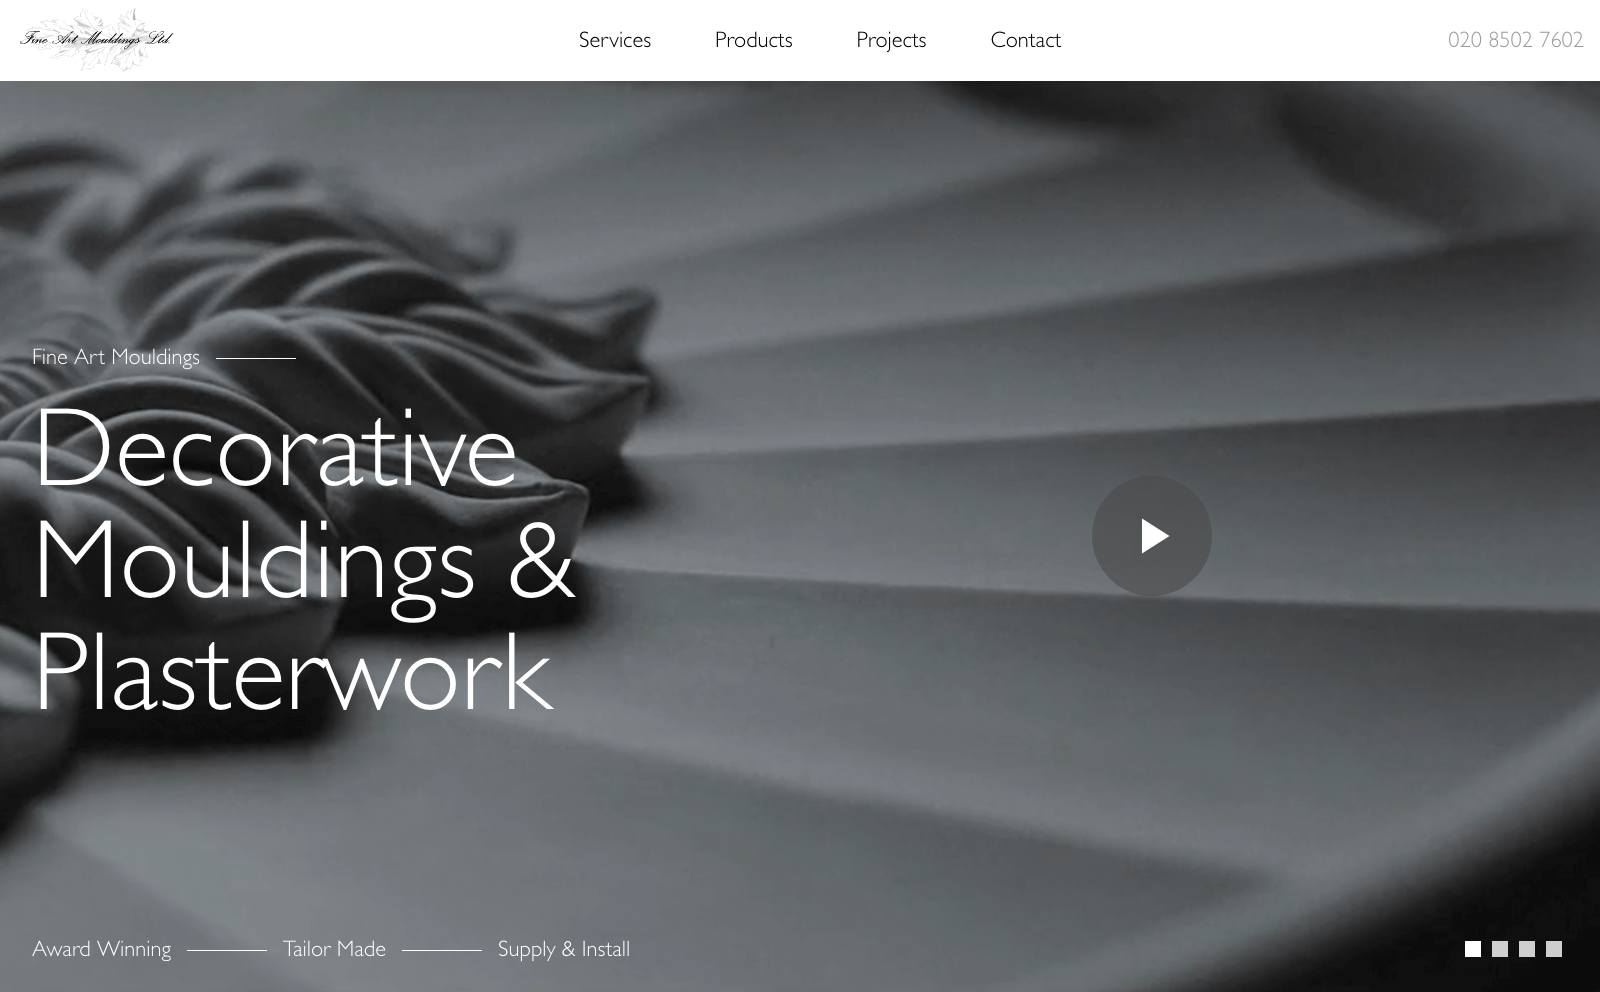 Fine Art Mouldings Ltd.
Services
Products
Projects
Contact
020 8502 7602
Fine Art Mouldings
Decorative
Mouldings &
Plasterwork
Award Winning
Tailor Made
Supply & Install